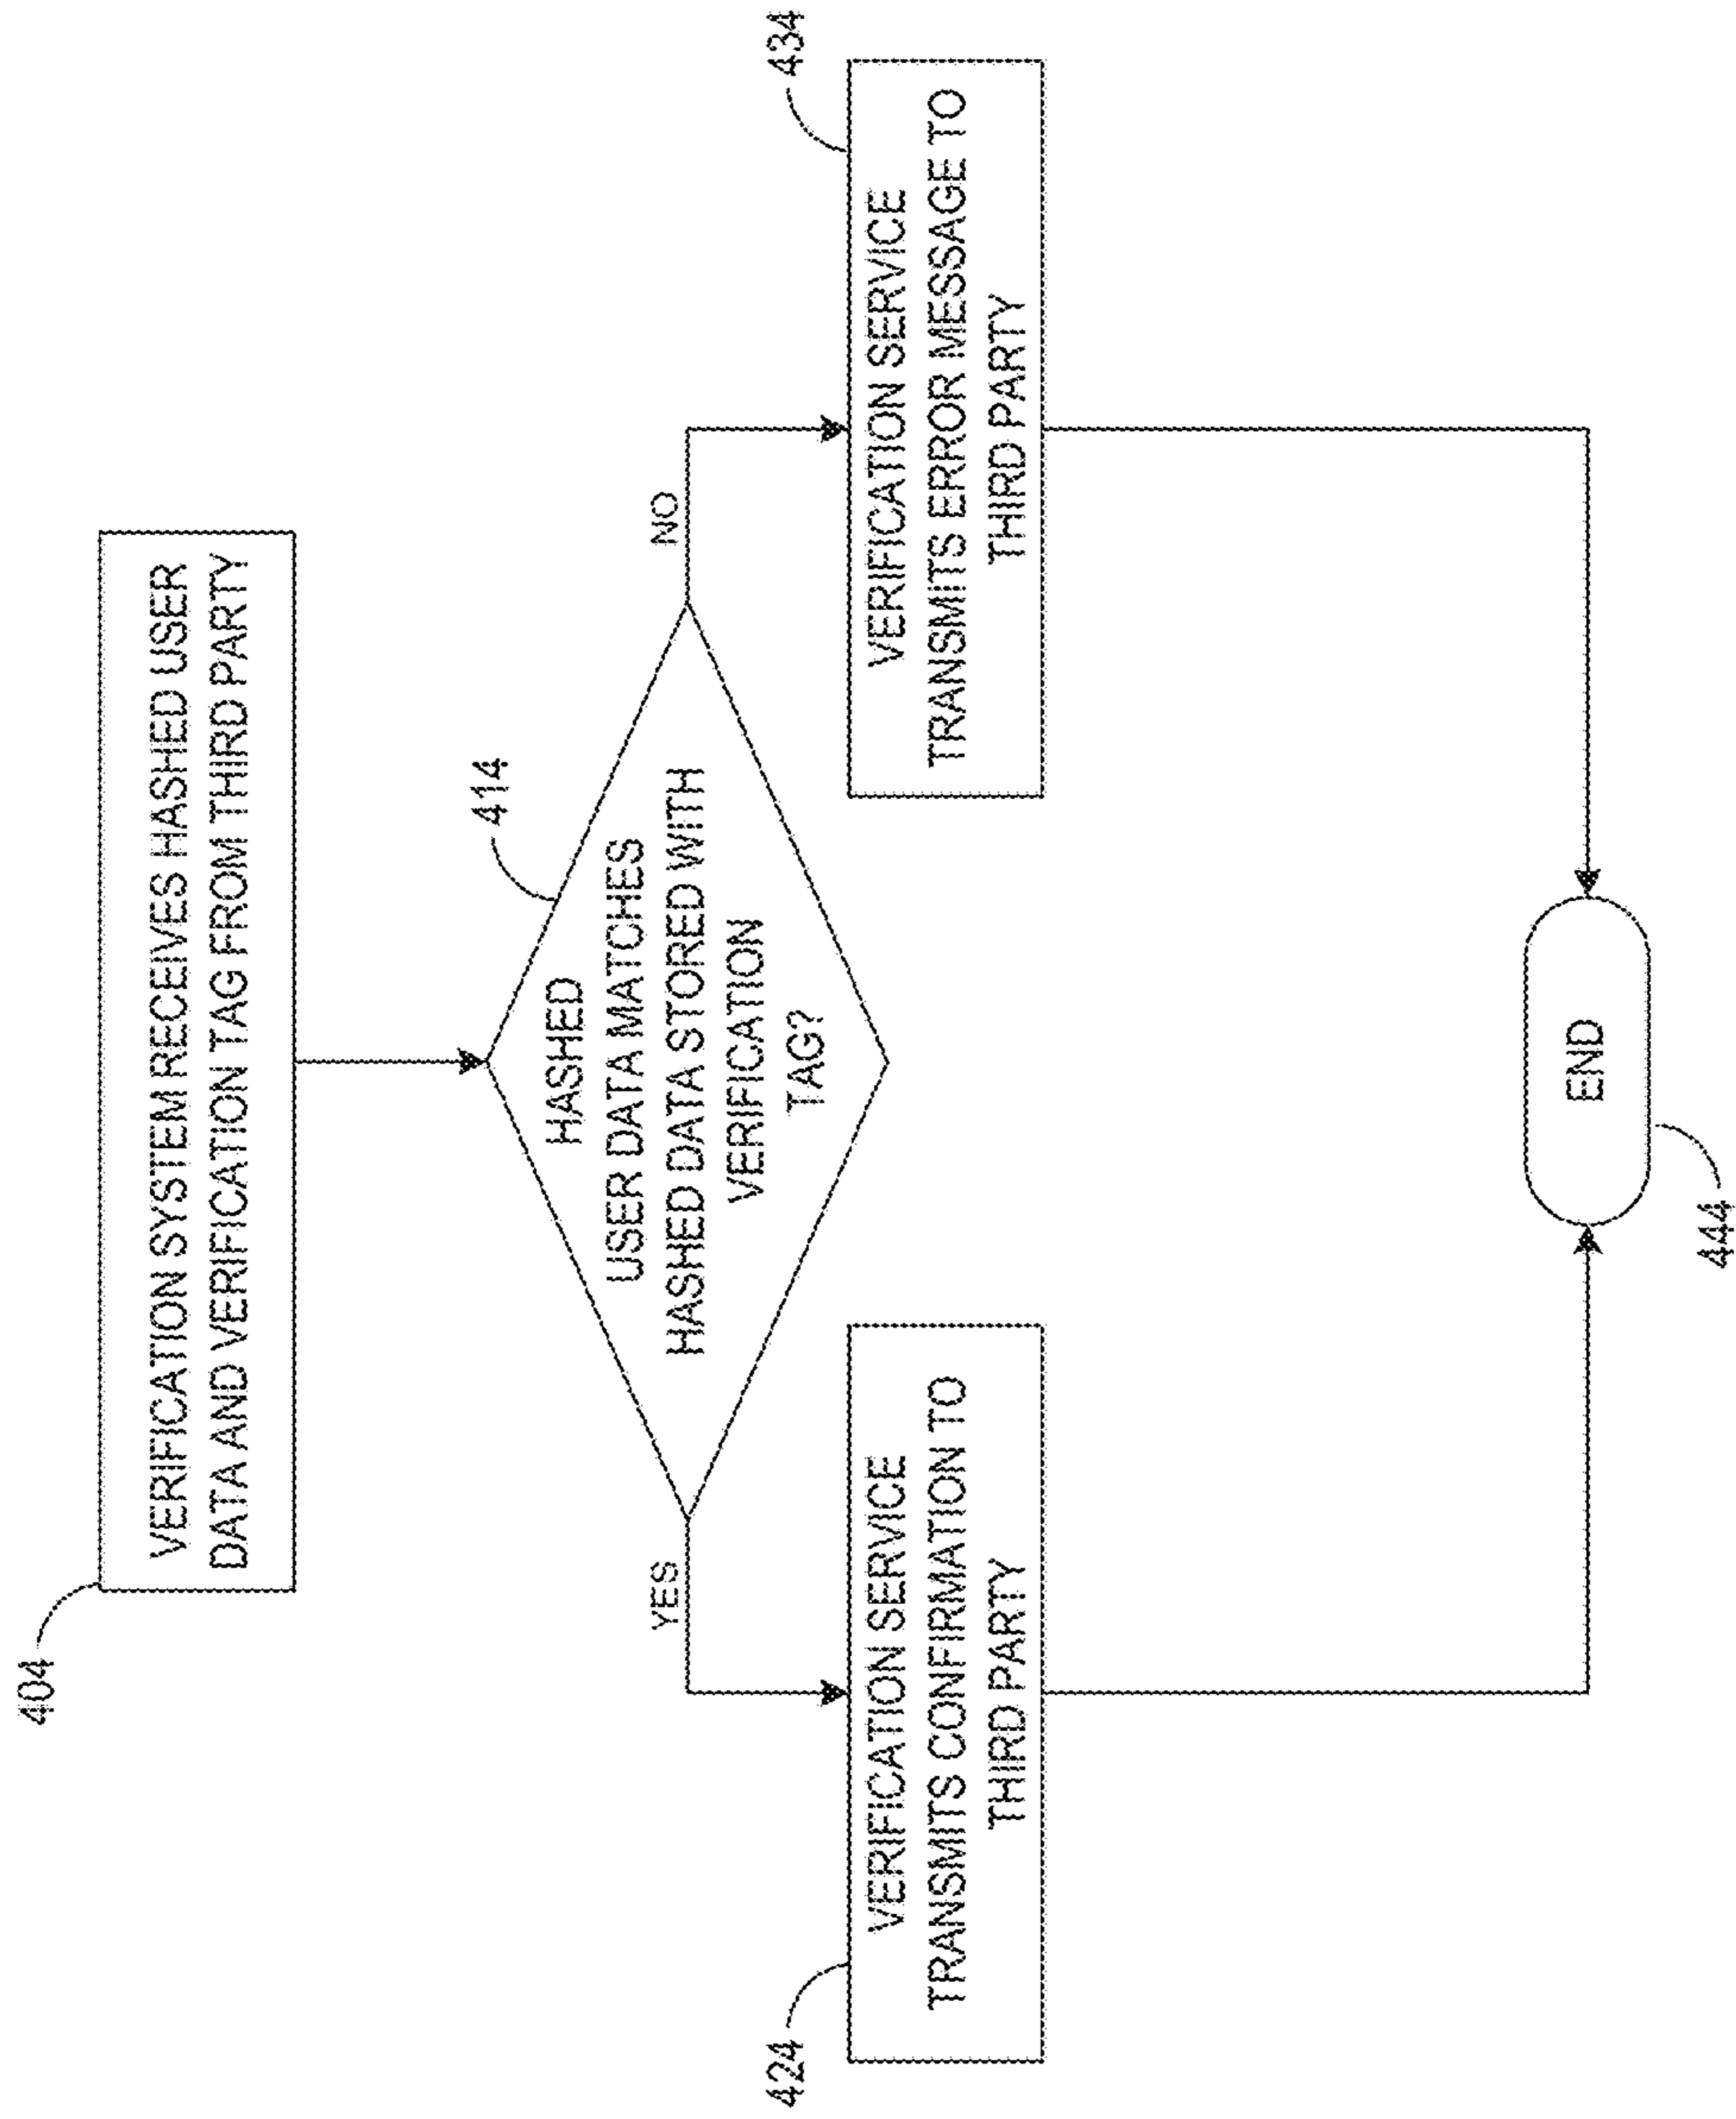 404
VERIFICATION SYSTEM RECEIVES HASHED USER
DATA AND VERIFICATION TAG FROM THIRD PARTY
414
HASHED
USER DATA MATCHES
HASHED DATA STORED WITH
VERIFICATION
TAG?
YES
NO
424
VERIFICATION SERVICE
TRANSMITS CONFIRMATION TO
THIRD PARTY
434
VERIFICATION SERVICE
TRANSMITS ERROR MESSAGE TO
THIRD PARTY
END
444